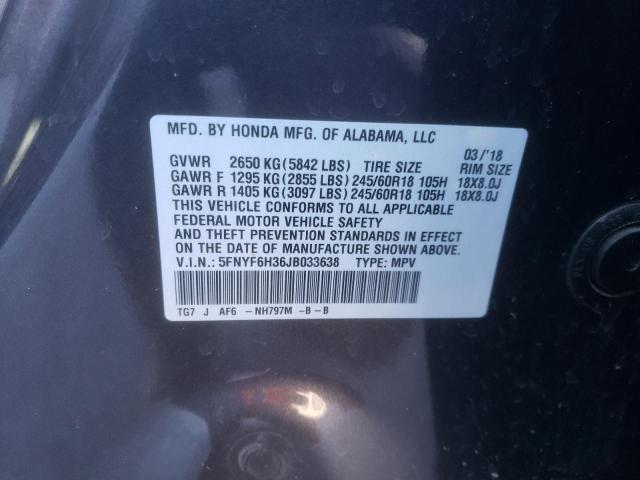 MFD. BY HONDA MFG. OF ALABAMA, LLC
03/'18
GVWR 2650 KG(5842 LBS) TIRE SIZE RIM SIZE
GAWR F 1295 KG(2855 LBS)245/60R18 105H 18X8.0J
GAWR R 1405 KG(3097 LBS)245/60R18 105H 18X8.0J
THIS VEHICLE CONFORMS TO ALL APPLICABLE
FEDERAL MOTOR VEHICLE SAFETY
AND THEFT PREVENTION STANDARDS IN EFFECT
ON THE DATE OF MANUFACTURE SHOWN ABOVE.
V.I.N.: 5FNYF6H36JB033638 TYPE: MPV
TG7 J AF6 -NH797M -B-B